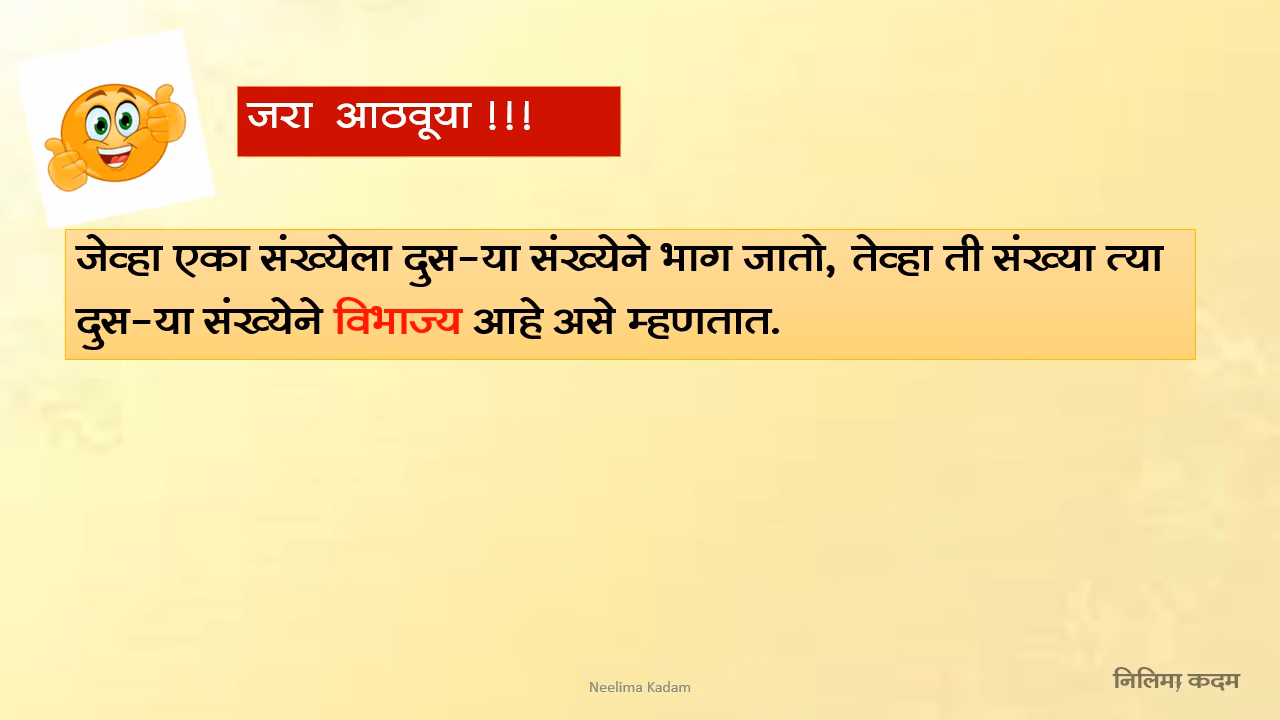 जरा आठवूया !!!
जेव्हा एका संख्येला दुस-या संख्येने भाग जातो, तेव्हा ती संख्या त्या
दुस-या संख्येने विभाज्य आहे असे म्हणतात.
Neelima Kadam
निलिमा कदम